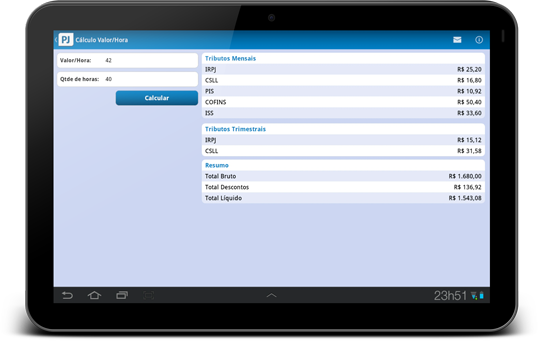 PJ Cálculo Valor/Hora
Valor/Hora: 42
Qtde de horas: 40
Calcular
Tributos Mensais
IRPJ R$ 25,20
CSLL R$ 16,80
PIS R$ 10,92
COFINS R$ 50,40
ISS R$ 33,60
Tributos Trimestrais
IRPJ R$ 15,12
CSLL R$ 31,58
Resumo
Total Bruto R$ 1.680,00
Total Descontos R$ 136,92
Total Líquido R$ 1.543,08
23h51